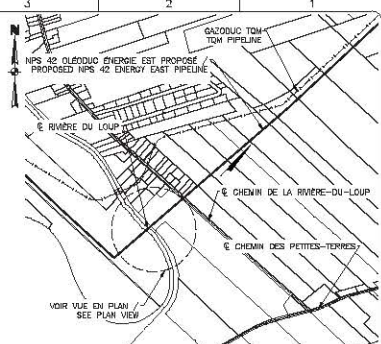 3 2 1
N
GAZODUC TQM
TQM PIPELINE
NPS 42 OLÉODUC ÉNERGIE EST PROPOSÉ
PROPOSED NPS 42 ENERGY EAST PIPELINE
℄ RIVIÈRE DU LOUP
℄ CHEMIN DE LA RIVIÈRE-DU-LOUP
℄ CHEMIN DES PETITES-TERRES
VOIR VUE EN PLAN
SEE PLAN VIEW